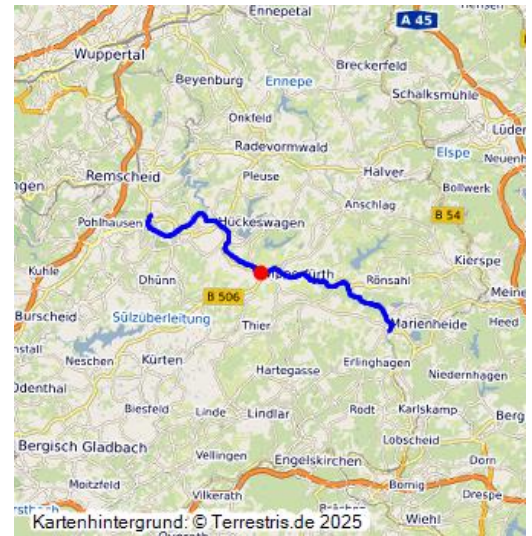 Ennepetal
A 45
Wuppertal
Breckerfeld
Beyenburg
Ennepe
Schalksmühle
Onkfeld
Lüden
Radevormwald
Elspe
Neuenh
Halver
Remscheid
Pleuse
Bollwerk
ngen
Anschlag
B 54
Pohlhausen
Hückeswagen
Kierspe
Kuhle
Dhünn
Rönsahl
Meine
B 506
Burscheid
Sülzüberleitung
Thier
Marienheide
Heed
nstall
Neschen
Kürten
Erlinghagen
Hartegasse
Niedernhagen
Odenthal
Biesfeld
Linde
Lindlar
Rodt
Karlskamp
Berg
Lobscheid
Bergisch Gladbach
Vellingen
Engelskirchen
Dorn
Moitzfeld
Bomig
Drespe
Vilkerath
Wiehl
Kartenhintergrund: © Terrestris.de 2025